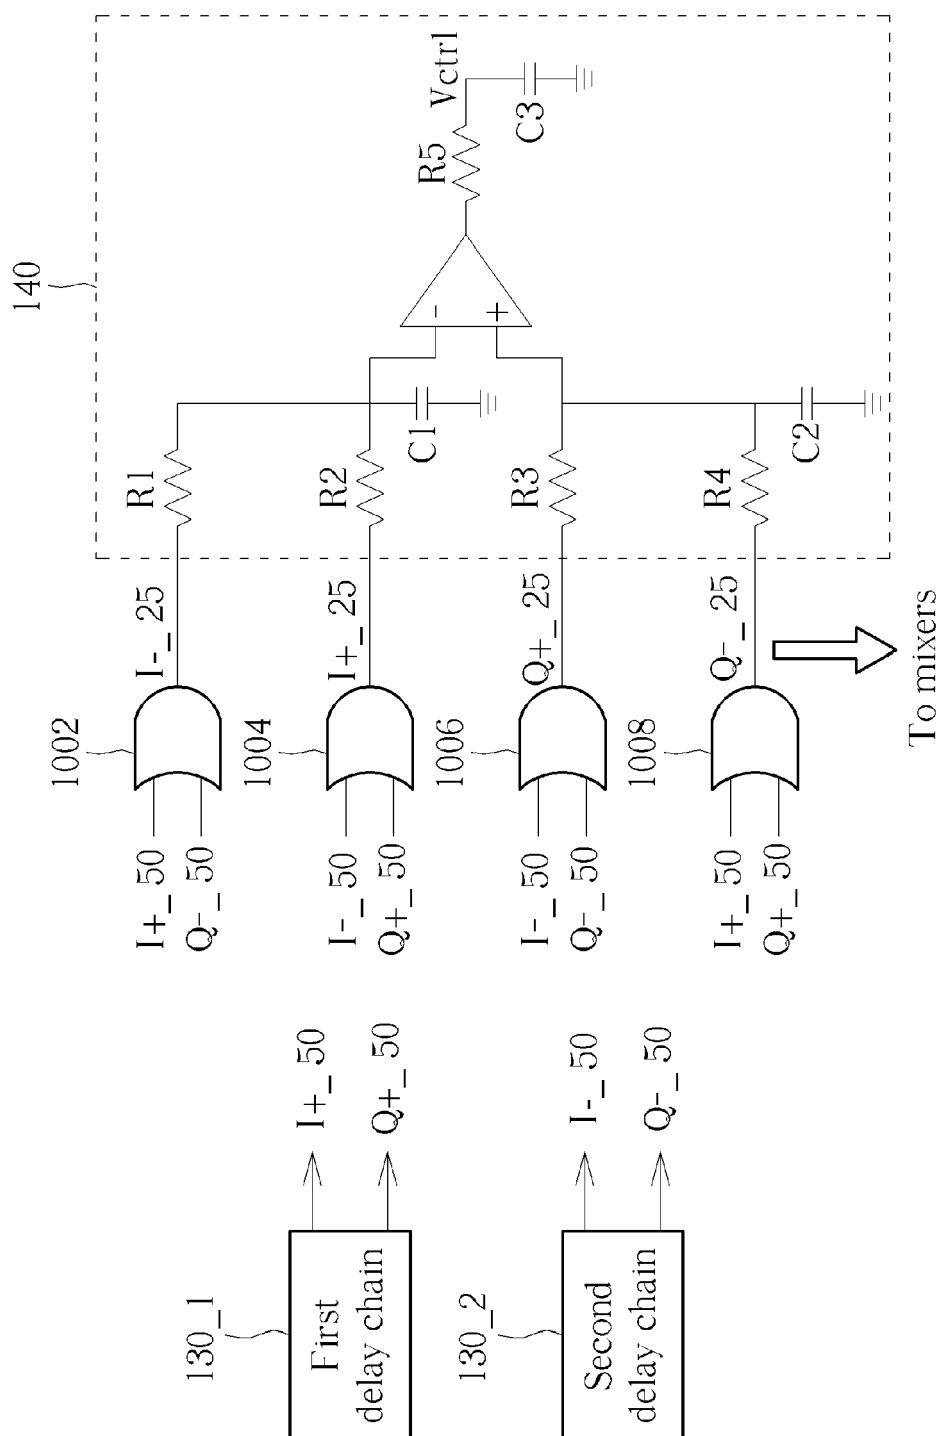 130_1
First
delay chain
I+_50
Q+_50
130_2
Second
delay chain
I-_50
Q-_50
1002
I+_50
Q-_50
I-_25
1004
I-_50
Q+_50
I+_25
1006
I-_50
Q-_50
Q+_25
1008
I+_50
Q+_50
Q-_25
To mixers
140
R1
R2
C1
R3
R4
C2
-
+
R5
Vctrl
C3